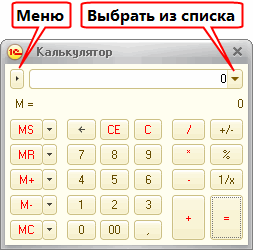 Меню Выбрать из списка
1С Калькулятор ×
0
M = 0
MS ← CE C / +/-
MR 7 8 9 * %
M+ 4 5 6 - 1/x
M- 1 2 3 + =
MC 0 00 ,